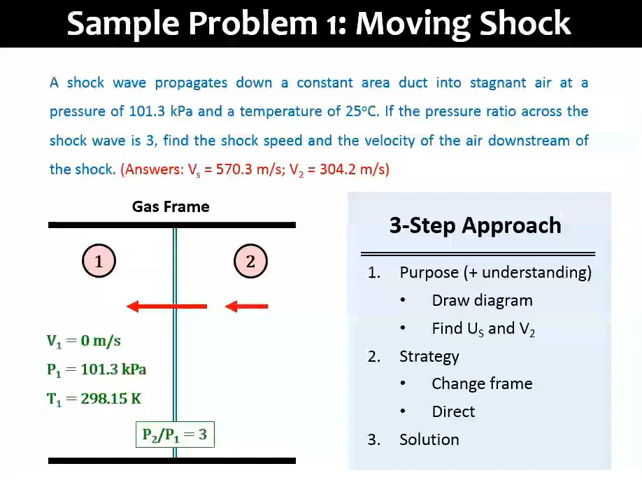 Sample Problem 1: Moving Shock
A shock wave propagates down a constant area duct into stagnant air at a
pressure of 101.3 kPa and a temperature of 25°C. If the pressure ratio across the
shock wave is 3, find the shock speed and the velocity of the air downstream of
the shock. (Answers: Vₛ = 570.3 m/s; V₂ = 304.2 m/s)
Gas Frame
1
2
V₁ = 0 m/s
P₁ = 101.3 kPa
T₁ = 298.15 K
P₂/P₁ = 3
3-Step Approach
1. Purpose (+ understanding)
• Draw diagram
• Find Uₛ and V₂
2. Strategy
• Change frame
• Direct
3. Solution